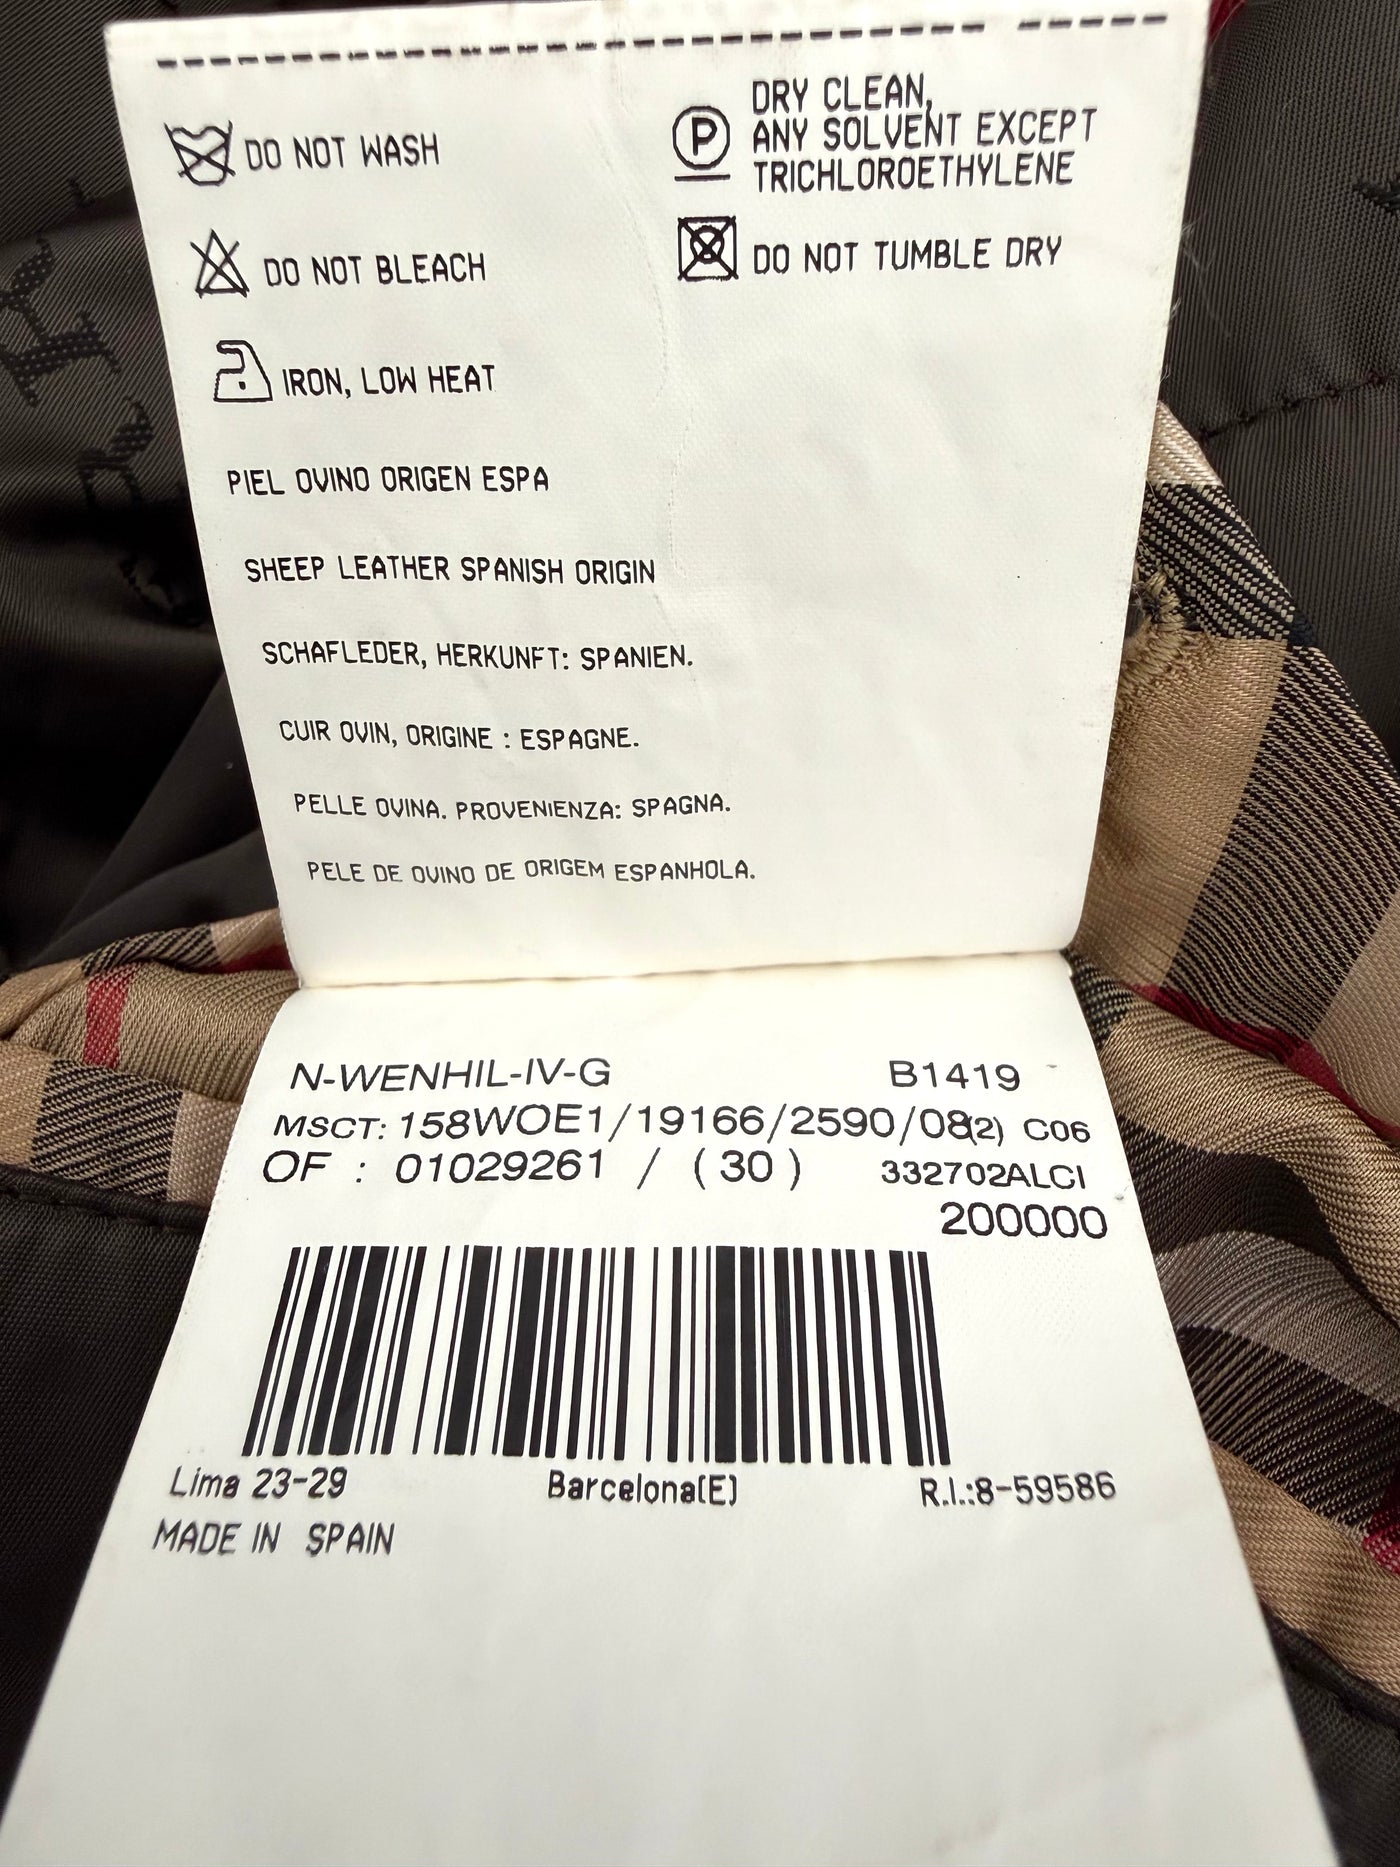 DO NOT WASH
DRY CLEAN,
ANY SOLVENT EXCEPT
TRICHLOROETHYLENE
P
DO NOT BLEACH
DO NOT TUMBLE DRY
IRON, LOW HEAT
PIEL OVINO ORIGEN ESPA
SHEEP LEATHER SPANISH ORIGIN
SCHAFLEDER, HERKUNFT: SPANIEN.
CUIR OVIN, ORIGINE : ESPAGNE.
PELLE OVINA. PROVENIENZA: SPAGNA.
PELE DE OVINO DE ORIGEM ESPANHOLA.
N-WENHIL-IV-G B1419
MSCT: 158WOE1/19166/2590/08(2) C06
OF : 01029261 / (30) 332702ALCI
200000
Lima 23-29 Barcelona(E) R.I.:8-59586
MADE IN SPAIN